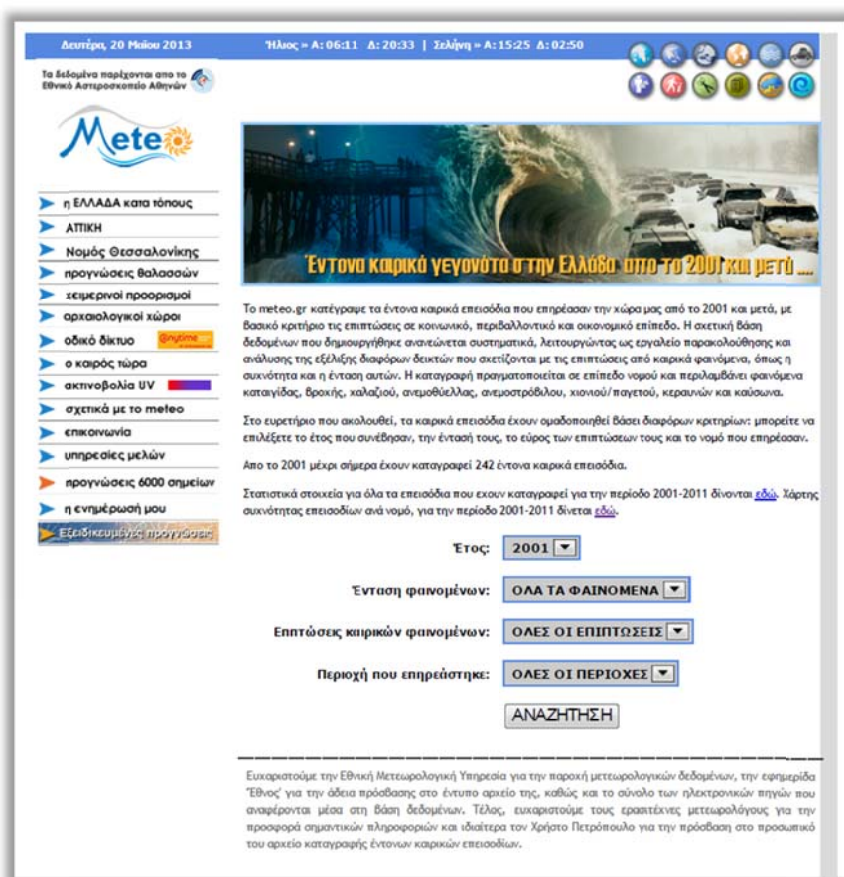 Δευτέρα, 20 Μαΐου 2013
Ήλιος » Α: 06:11 Δ: 20:33 | Σελήνη » Α: 15:25 Δ: 02:50
Τα δεδομένα παρέχονται απο το
Εθνικό Αστεροσκοπείο Αθηνών
Meteo
η ΕΛΛΑΔΑ κατα τόπους
ΑΤΤΙΚΗ
Νομός Θεσσαλονίκης
προγνώσεις θαλασσών
χειμερινοί προορισμοί
αρχαιολογικοί χώροι
οδικό δίκτυο
@nytime
ο καιρός τώρα
ακτινοβολία UV
σχετικά με το meteo
επικοινωνία
υπηρεσίες μελών
προγνώσεις 6000 σημείων
η ενημέρωσή μου
Εξειδικευμένες προγνώσεις
Έντονα καιρικά γεγονότα στην Ελλάδα απο το 2001 και μετά ....
Το meteo.gr κατέγραψε τα έντονα καιρικά επεισόδια που επηρέασαν την χώρα μας από το 2001 και μετά, με
βασικό κριτήριο τις επιπτώσεις σε κοινωνικό, περιβαλλοντικό και οικονομικό επίπεδο. Η σχετική βάση
δεδομένων που δημιουργήθηκε ανανεώνεται συστηματικά, λειτουργώντας ως εργαλείο παρακολούθησης και
ανάλυσης της εξέλιξης διαφόρων δεικτών που σχετίζονται με τις επιπτώσεις από καιρικά φαινόμενα, όπως η
συχνότητα και η ένταση αυτών. Η καταγραφή πραγματοποιείται σε επίπεδο νομού και περιλαμβάνει φαινόμενα
καταιγίδας, βροχής, χαλαζιού, ανεμοθύελλας, ανεμοστρόβιλου, χιονιού/παγετού, κεραυνών και καύσωνα.
Στο ευρετήριο που ακολουθεί, τα καιρικά επεισόδια έχουν ομαδοποιηθεί βάσει διαφόρων κριτηρίων: μπορείτε να
επιλέξετε το έτος που συνέβησαν, την έντασή τους, το εύρος των επιπτώσεων τους και το νομό που επηρέασαν.
Απο το 2001 μέχρι σήμερα έχουν καταγραφεί 242 έντονα καιρικά επεισόδια.
Στατιστικά στοιχεία για όλα τα επεισόδια που εχουν καταγραφεί για την περίοδο 2001-2011 δίνονται εδώ. Χάρτης
συχνότητας επεισοδίων ανά νομό, για την περίοδο 2001-2011 δίνεται εδώ.
Έτος: 2001
Ένταση φαινομένων: ΟΛΑ ΤΑ ΦΑΙΝΟΜΕΝΑ
Επιπτώσεις καιρικών φαινομένων: ΟΛΕΣ ΟΙ ΕΠΙΠΤΩΣΕΙΣ
Περιοχή που επηρεάστηκε: ΟΛΕΣ ΟΙ ΠΕΡΙΟΧΕΣ
ΑΝΑΖΗΤΗΣΗ
Ευχαριστούμε την Εθνική Μετεωρολογική Υπηρεσία για την παροχή μετεωρολογικών δεδομένων, την εφημερίδα
'Έθνος' για την άδεια πρόσβασης στο έντυπο αρχείο της, καθώς και το σύνολο των ηλεκτρονικών πηγών που
αναφέρονται μέσα στη βάση δεδομένων. Τέλος, ευχαριστούμε τους ερασιτέχνες μετεωρολόγους για την
προσφορά σημαντικών πληροφοριών και ιδιαίτερα τον Χρήστο Πετρόπουλο για την πρόσβαση στο προσωπικό
του αρχείο καταγραφής έντονων καιρικών επεισοδίων.